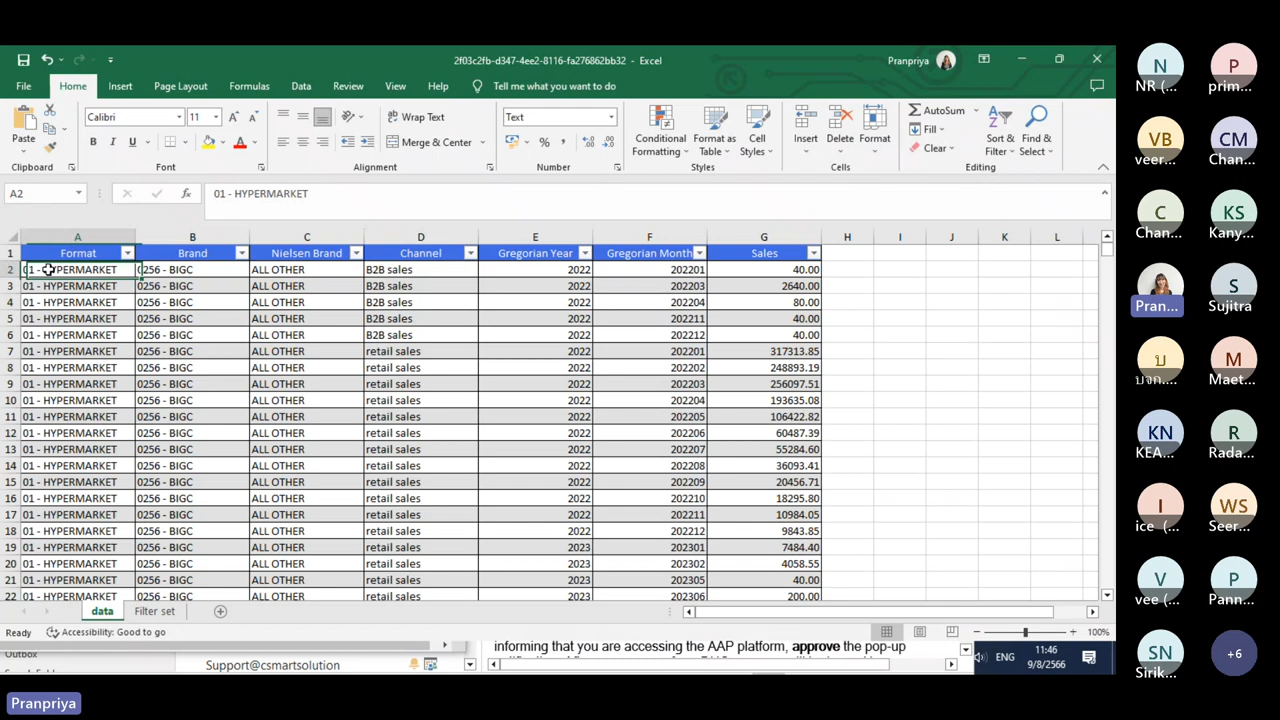 2f03c2fb-d347-4ee2-8116-fa276862bb32 - Excel
Pranpriya
File Home Insert Page Layout Formulas Data Review View Help Tell me what you want to do
Paste
Clipboard
Calibri 11
B I U
Font
Wrap Text
Merge & Center
Alignment
Text
Number
Conditional Formatting
Format as Table
Cell Styles
Styles
Insert
Delete
Format
Cells
AutoSum
Fill
Clear
Sort & Filter
Find & Select
Editing
A2 fx 01 - HYPERMARKET
A B C D E F G H I J K L
1 Format Brand Nielsen Brand Channel Gregorian Year Gregorian Month Sales
2 01 - HYPERMARKET 0256 - BIGC ALL OTHER B2B sales 2022 202201 40.00
3 01 - HYPERMARKET 0256 - BIGC ALL OTHER B2B sales 2022 202203 2640.00
4 01 - HYPERMARKET 0256 - BIGC ALL OTHER B2B sales 2022 202204 80.00
5 01 - HYPERMARKET 0256 - BIGC ALL OTHER B2B sales 2022 202211 40.00
6 01 - HYPERMARKET 0256 - BIGC ALL OTHER B2B sales 2022 202212 40.00
7 01 - HYPERMARKET 0256 - BIGC ALL OTHER retail sales 2022 202201 317313.85
8 01 - HYPERMARKET 0256 - BIGC ALL OTHER retail sales 2022 202202 248893.19
9 01 - HYPERMARKET 0256 - BIGC ALL OTHER retail sales 2022 202203 256097.51
10 01 - HYPERMARKET 0256 - BIGC ALL OTHER retail sales 2022 202204 193635.08
11 01 - HYPERMARKET 0256 - BIGC ALL OTHER retail sales 2022 202205 106422.82
12 01 - HYPERMARKET 0256 - BIGC ALL OTHER retail sales 2022 202206 60487.39
13 01 - HYPERMARKET 0256 - BIGC ALL OTHER retail sales 2022 202207 55284.60
14 01 - HYPERMARKET 0256 - BIGC ALL OTHER retail sales 2022 202208 36093.41
15 01 - HYPERMARKET 0256 - BIGC ALL OTHER retail sales 2022 202209 20456.71
16 01 - HYPERMARKET 0256 - BIGC ALL OTHER retail sales 2022 202210 18295.80
17 01 - HYPERMARKET 0256 - BIGC ALL OTHER retail sales 2022 202211 10984.05
18 01 - HYPERMARKET 0256 - BIGC ALL OTHER retail sales 2022 202212 9843.85
19 01 - HYPERMARKET 0256 - BIGC ALL OTHER retail sales 2023 202301 7484.40
20 01 - HYPERMARKET 0256 - BIGC ALL OTHER retail sales 2023 202302 4058.55
21 01 - HYPERMARKET 0256 - BIGC ALL OTHER retail sales 2023 202305 40.00
22 01 - HYPERMARKET 0256 - BIGC ALL OTHER retail sales 2023 202306 200.00
data Filter set
Ready Accessibility: Good to go 100%
Outbox
Support@csmartsolution
informing that you are accessing the AAP platform, approve the pop-up
ENG
11:46
9/8/2566
Pranpriya
N
NR (...
P
prim...
VB
veer...
CM
Chan...
C
Chan...
KS
Kany...
Pran...
S
Sujitra
บ
บจก....
M
Maet...
KN
KEA...
R
Rada...
I
ice (...
WS
Seer...
V
vee (...
P
Pann...
SN
Sirik...
+6